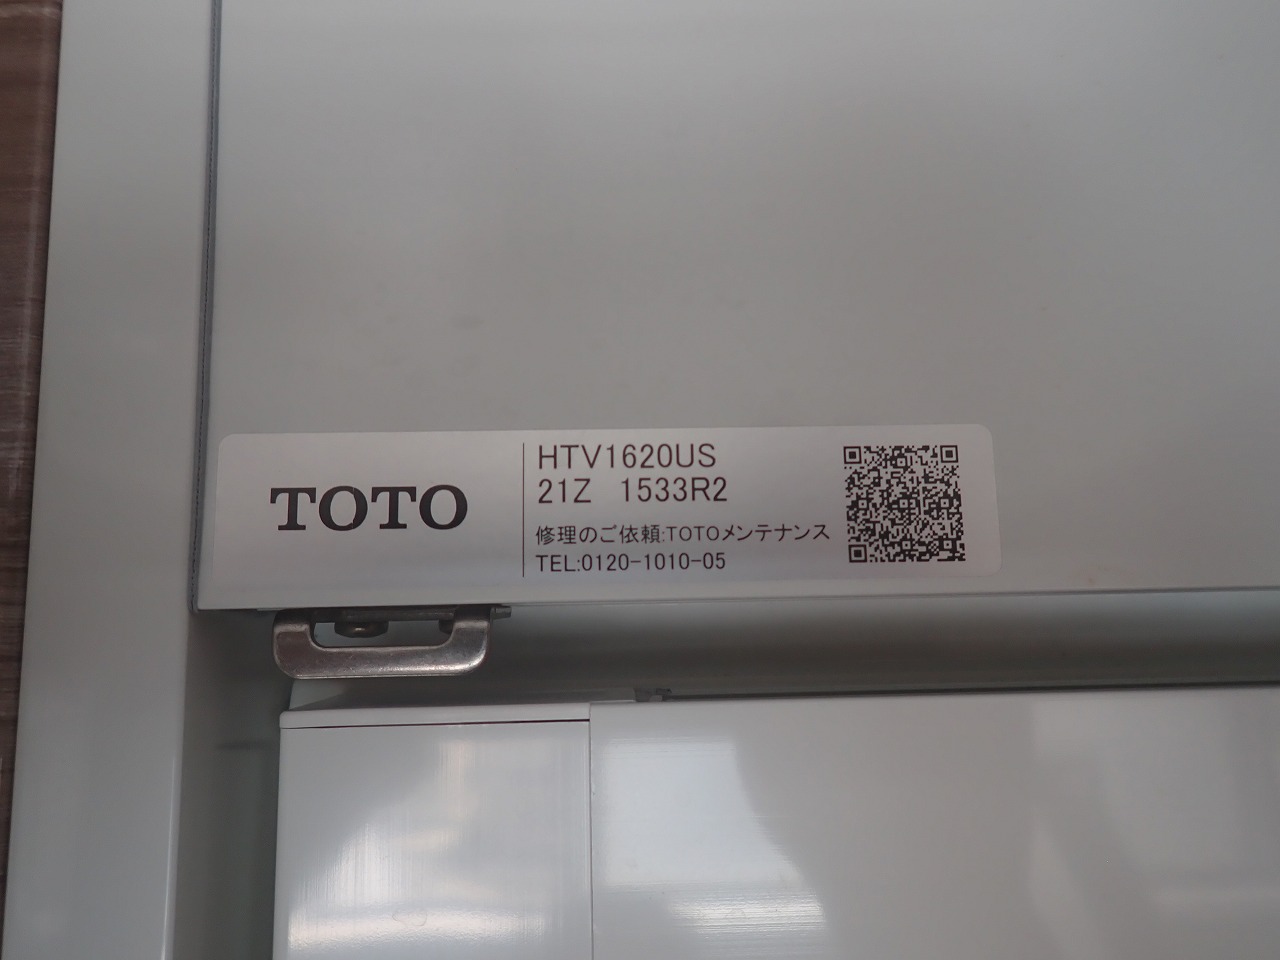 TOTO
HTV1620US
21Z 1533R2
修理のご依頼:TOTOメンテナンス
TEL:0120-1010-05